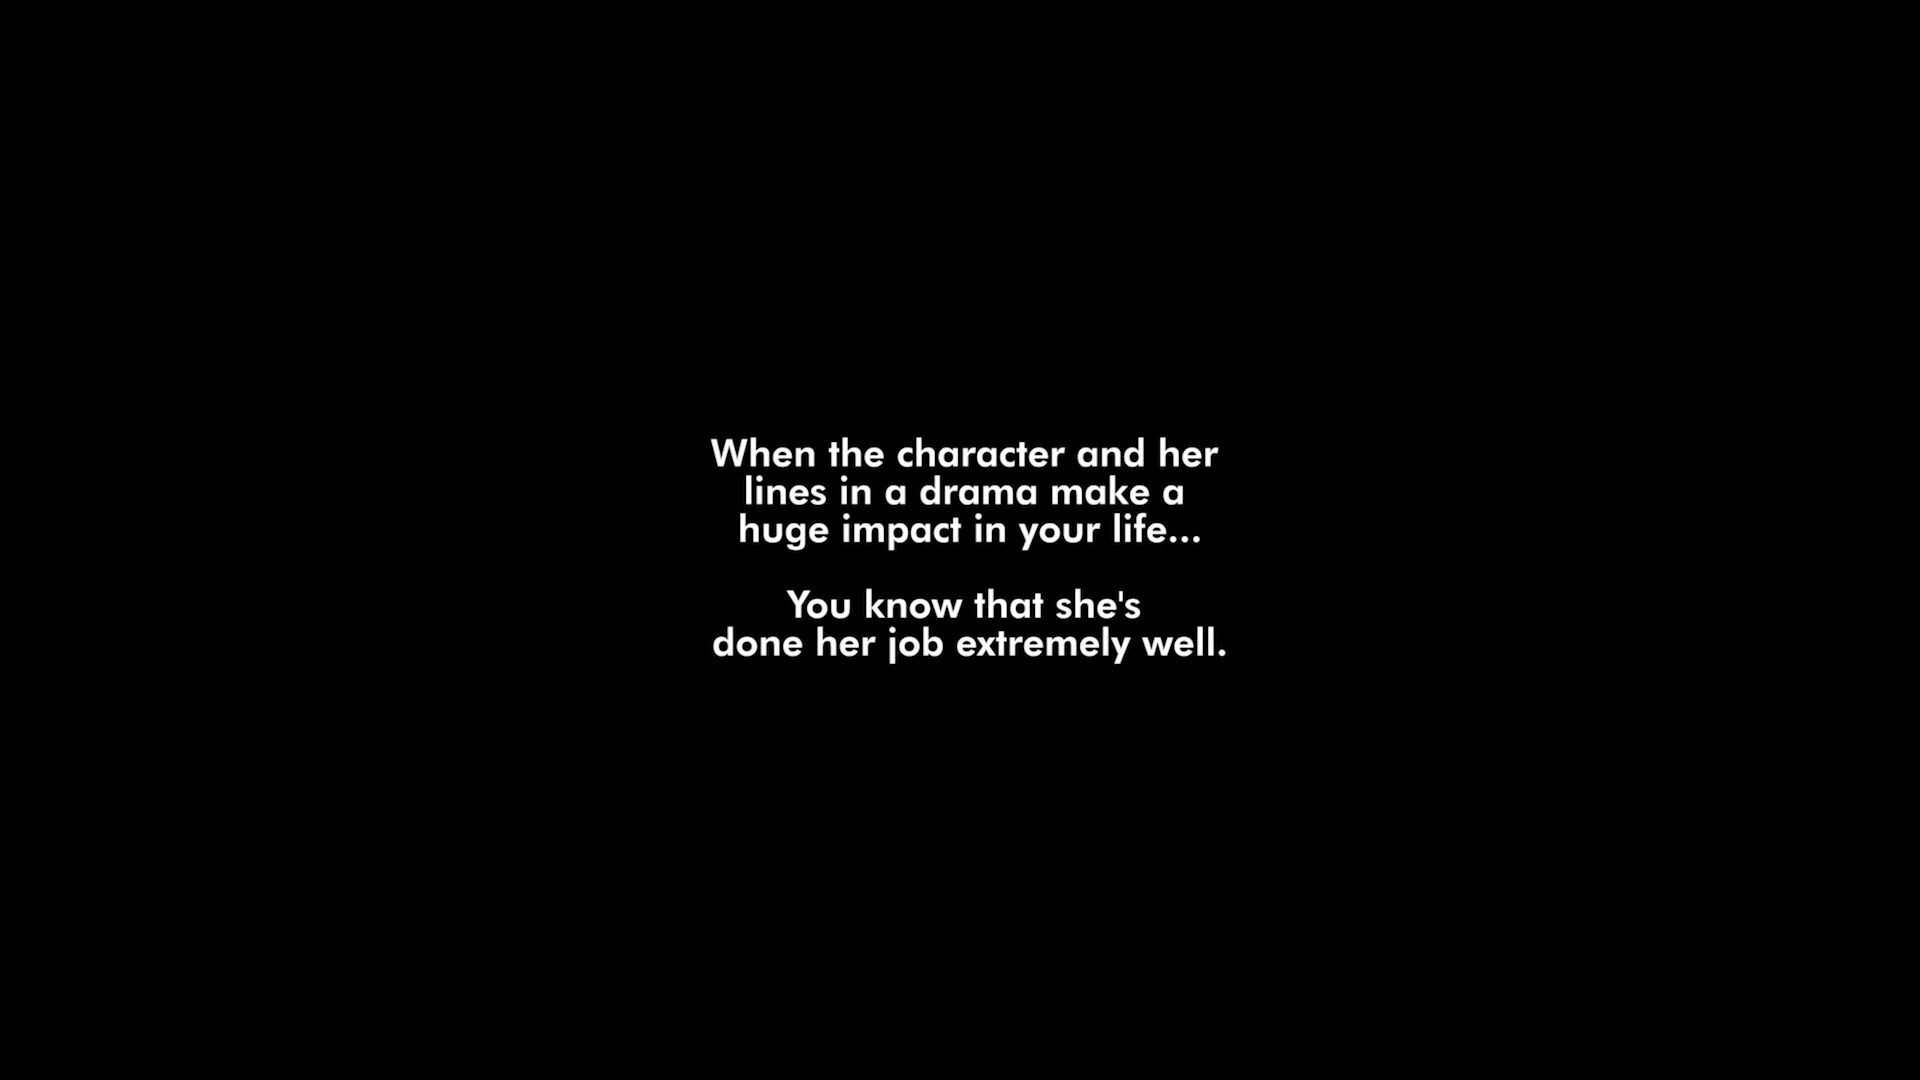 When the character and her
lines in a drama make a
huge impact in your life...
You know that she's
done her job extremely well.